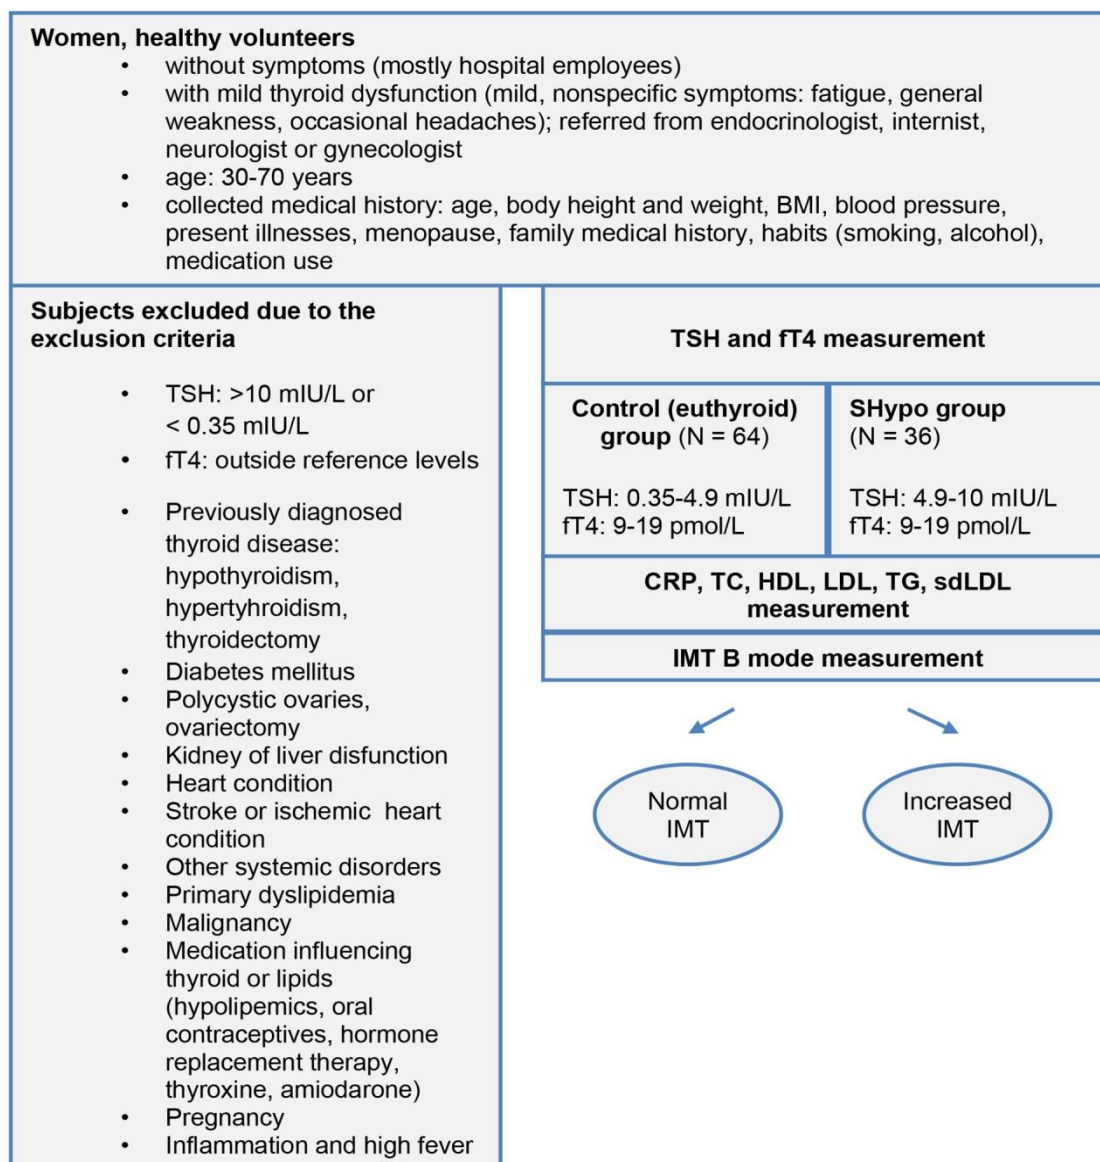 Women, healthy volunteers
• without symptoms (mostly hospital employees)
• with mild thyroid dysfunction (mild, nonspecific symptoms: fatigue, general
weakness, occasional headaches); referred from endocrinologist, internist,
neurologist or gynecologist
• age: 30-70 years
• collected medical history: age, body height and weight, BMI, blood pressure,
present illnesses, menopause, family medical history, habits (smoking, alcohol),
medication use
Subjects excluded due to the
exclusion criteria
• TSH: >10 mIU/L or
< 0.35 mIU/L
• fT4: outside reference levels
• Previously diagnosed
thyroid disease:
hypothyroidism,
hypertyhroidism,
thyroidectomy
• Diabetes mellitus
• Polycystic ovaries,
ovariectomy
• Kidney of liver disfunction
• Heart condition
• Stroke or ischemic heart
condition
• Other systemic disorders
• Primary dyslipidemia
• Malignancy
• Medication influencing
thyroid or lipids
(hypolipemics, oral
contraceptives, hormone
replacement therapy,
thyroxine, amiodarone)
• Pregnancy
• Inflammation and high fever
TSH and fT4 measurement
Control (euthyroid)
group (N = 64)
TSH: 0.35-4.9 mIU/L
fT4: 9-19 pmol/L
SHypo group
(N = 36)
TSH: 4.9-10 mIU/L
fT4: 9-19 pmol/L
CRP, TC, HDL, LDL, TG, sdLDL
measurement
IMT B mode measurement
Normal
IMT
Increased
IMT